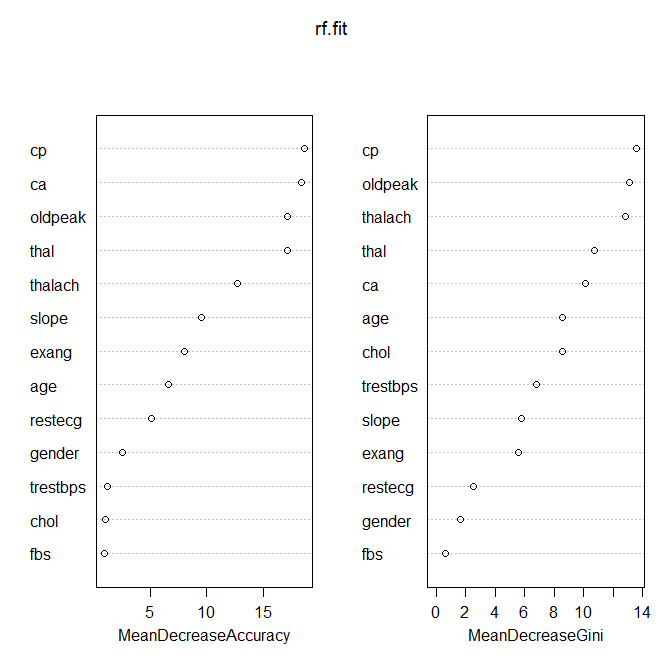 rf.fit
cp
ca
oldpeak
thal
thalach
slope
exang
age
restecg
gender
trestbps
chol
fbs
5 10 15
MeanDecreaseAccuracy
cp
oldpeak
thalach
thal
ca
age
chol
trestbps
slope
exang
restecg
gender
fbs
0 2 4 6 8 10 14
MeanDecreaseGini